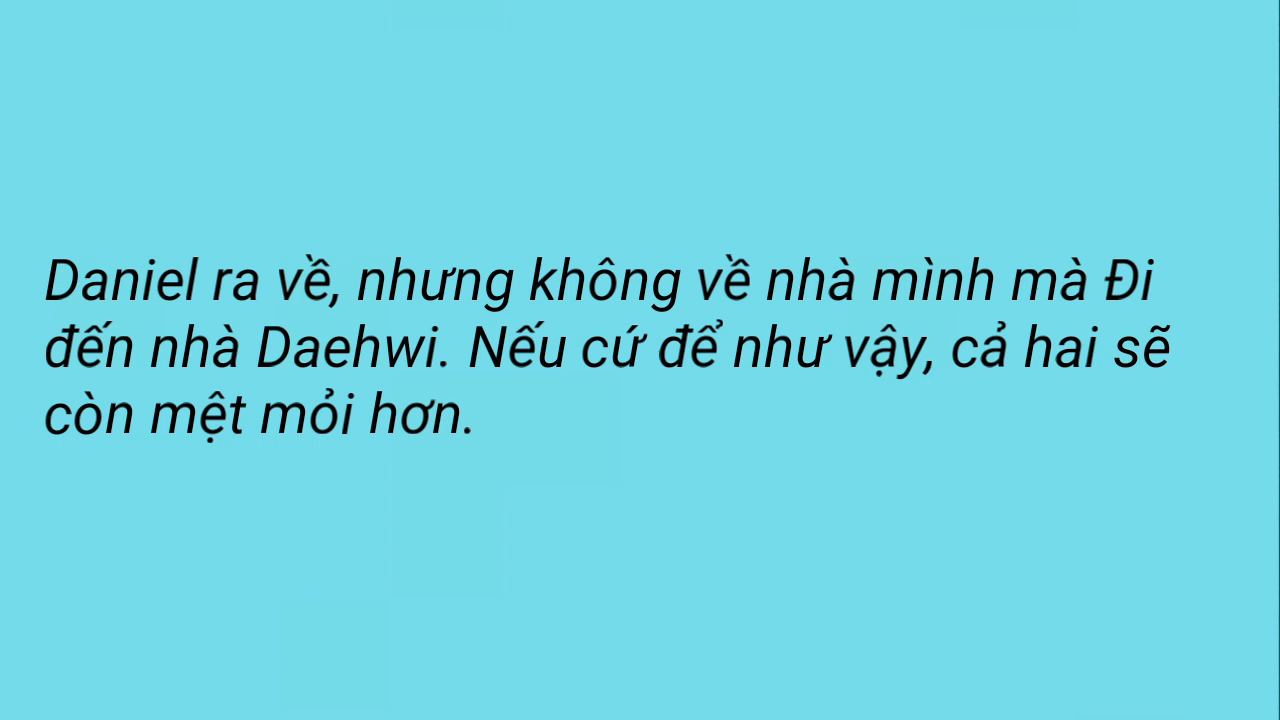 Daniel ra về, nhưng không về nhà mình mà Đi
đến nhà Daehwi. Nếu cứ để như vậy, cả hai sẽ
còn mệt mỏi hơn.